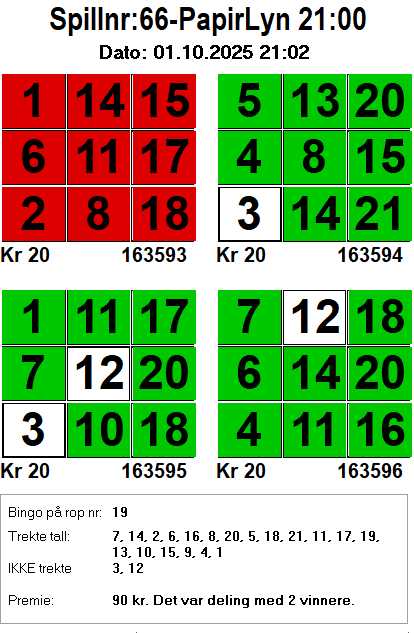 Spillnr:66-PapirLyn 21:00
Dato: 01.10.2025 21:02
1 14 15
6 11 17
2 8 18
Kr 20 163593
5 13 20
4 8 15
3 14 21
Kr 20 163594
1 11 17
7 12 20
3 10 18
Kr 20 163595
7 12 18
6 14 20
4 11 16
Kr 20 163596
Bingo på rop nr: 19
Trekte tall: 7, 14, 2, 6, 16, 8, 20, 5, 18, 21, 11, 17, 19,
13, 10, 15, 9, 4, 1
IKKE trekte 3, 12
Premie: 90 kr. Det var deling med 2 vinnere.